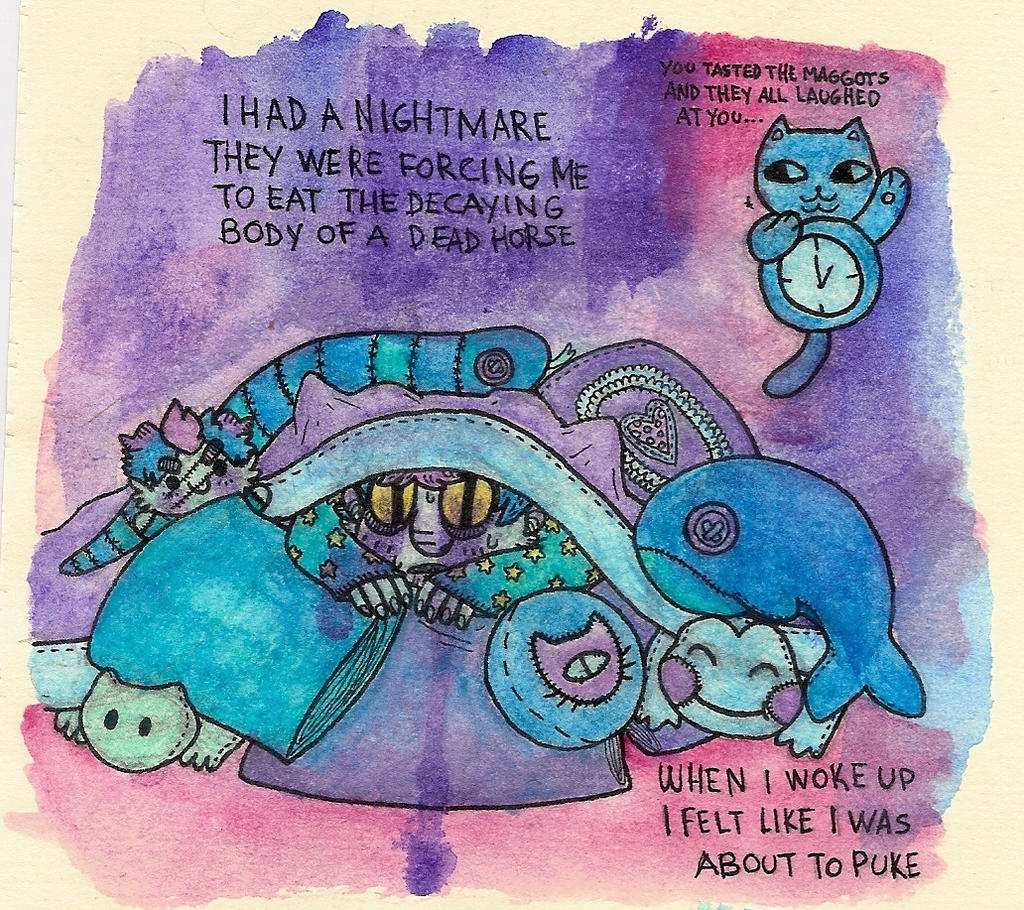 I HAD A NIGHTMARE
THEY WERE FORCING ME
TO EAT THE DECAYING
BODY OF A DEAD HORSE
YOU TASTED THE MAGGOTS
AND THEY ALL LAUGHED
AT YOU...
WHEN I WOKE UP
I FELT LIKE I WAS
ABOUT TO PUKE